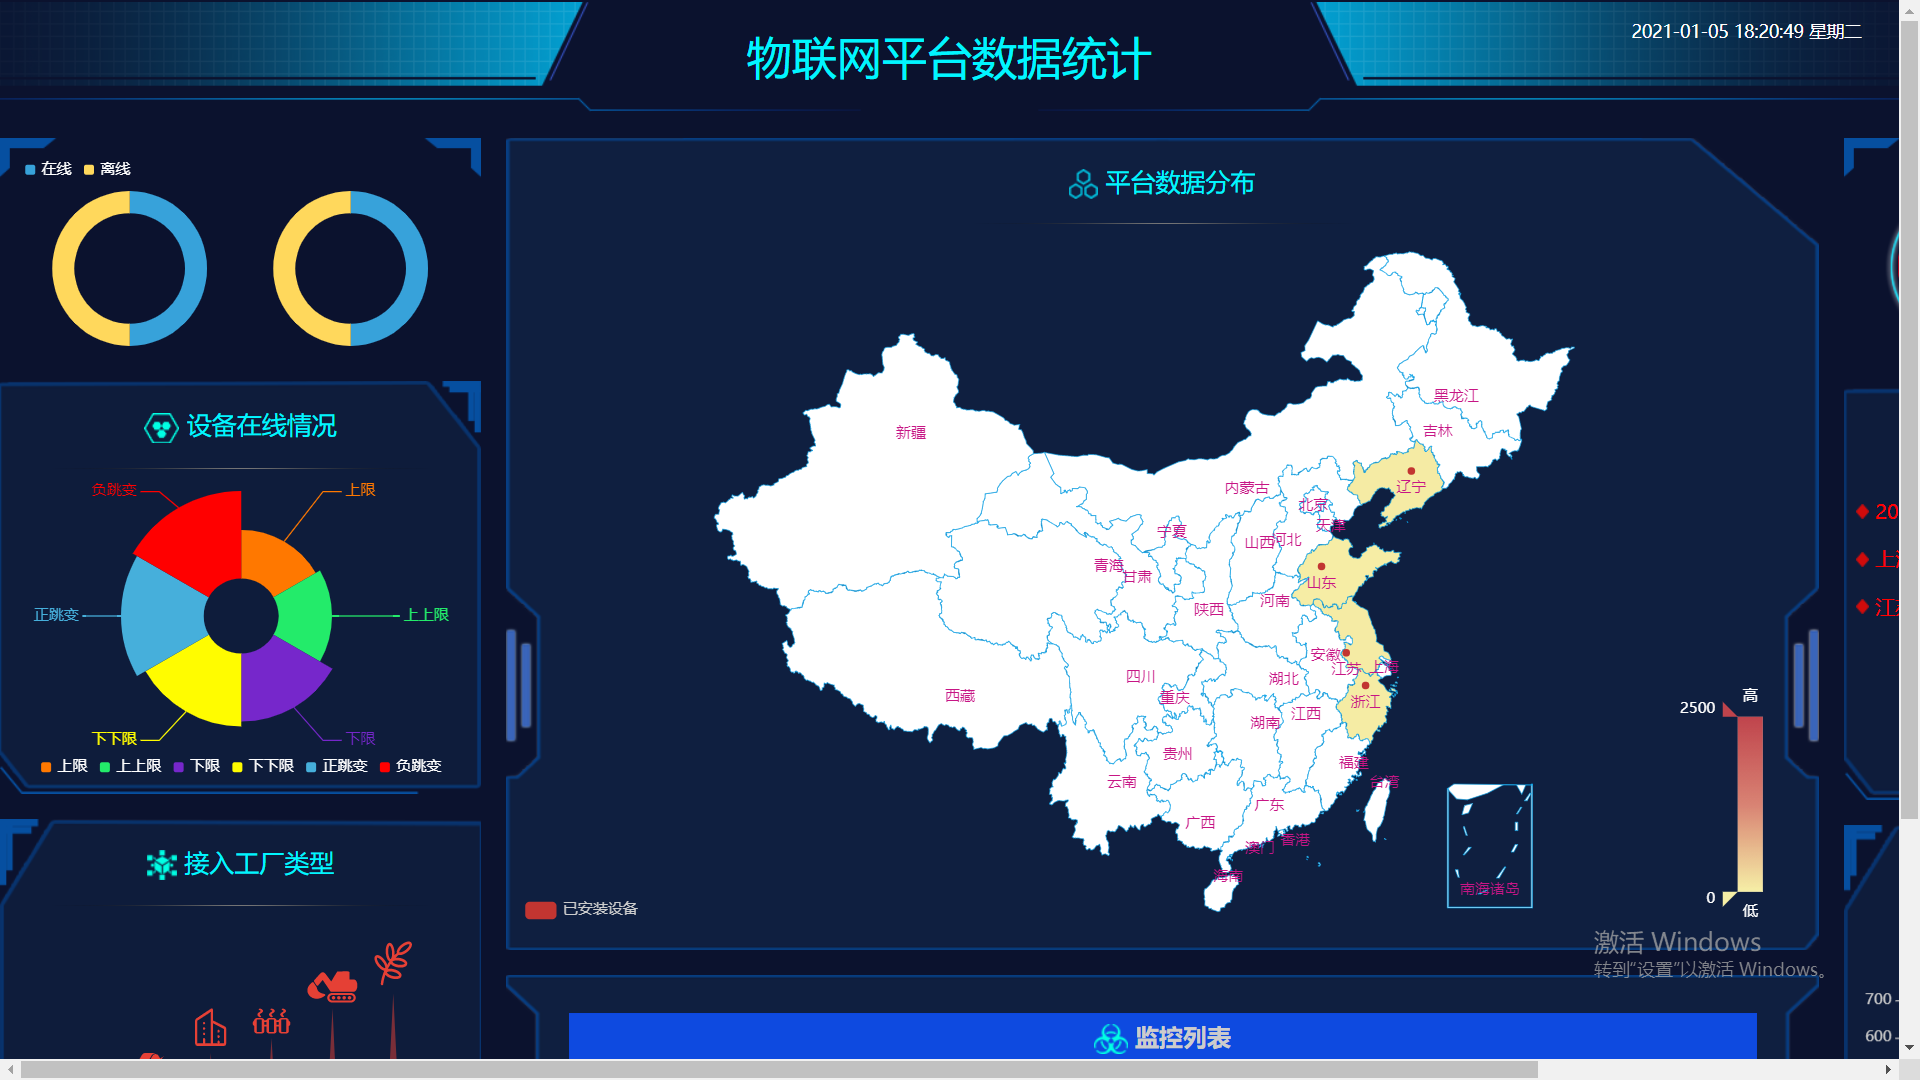 物联网平台数据统计
2021-01-05 18:20:49 星期二
在线 离线
设备在线情况
负跳变
上限
正跳变
上上限
下下限
下限
上限 上上限 下限 下下限 正跳变 负跳变
接入工厂类型
平台数据分布
黑龙江
吉林
新疆
辽宁
内蒙古
北京
天津
宁夏
山西
河北
青海
甘肃
山东
河南
陕西
安徽
江苏
上海
四川
湖北
重庆
西藏
浙江
湖南
江西
贵州
福建
云南
台湾
广东
广西
香港
澳门
海南
南海诸岛
高
2500
0
低
已安装设备
监控列表
激活 Windows
转到“设置”以激活 Windows。
20
上
700
600